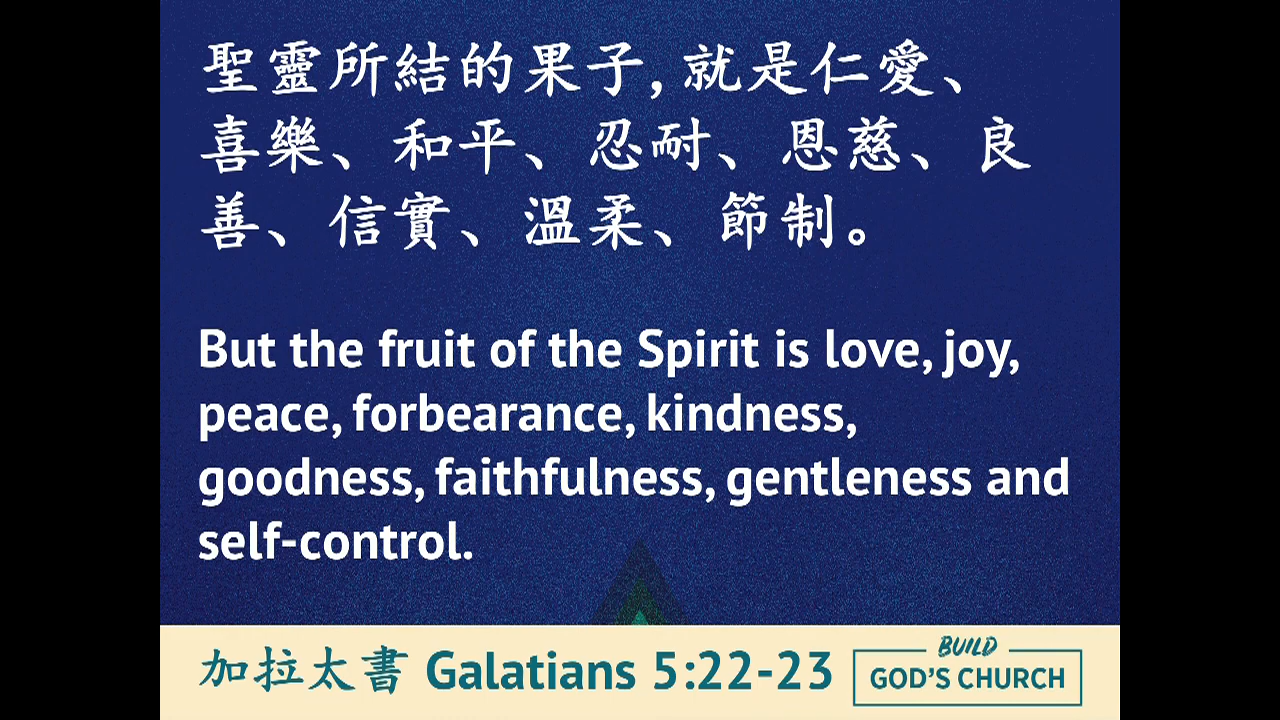 聖靈所結的果子,就是仁愛、
喜樂、和平、忍耐、恩慈、良
善、信實、溫柔、節制。
But the fruit of the Spirit is love, joy,
peace, forbearance, kindness,
goodness, faithfulness, gentleness and
self-control.
加拉太書 Galatians 5:22-23
BUILD
GOD'S CHURCH